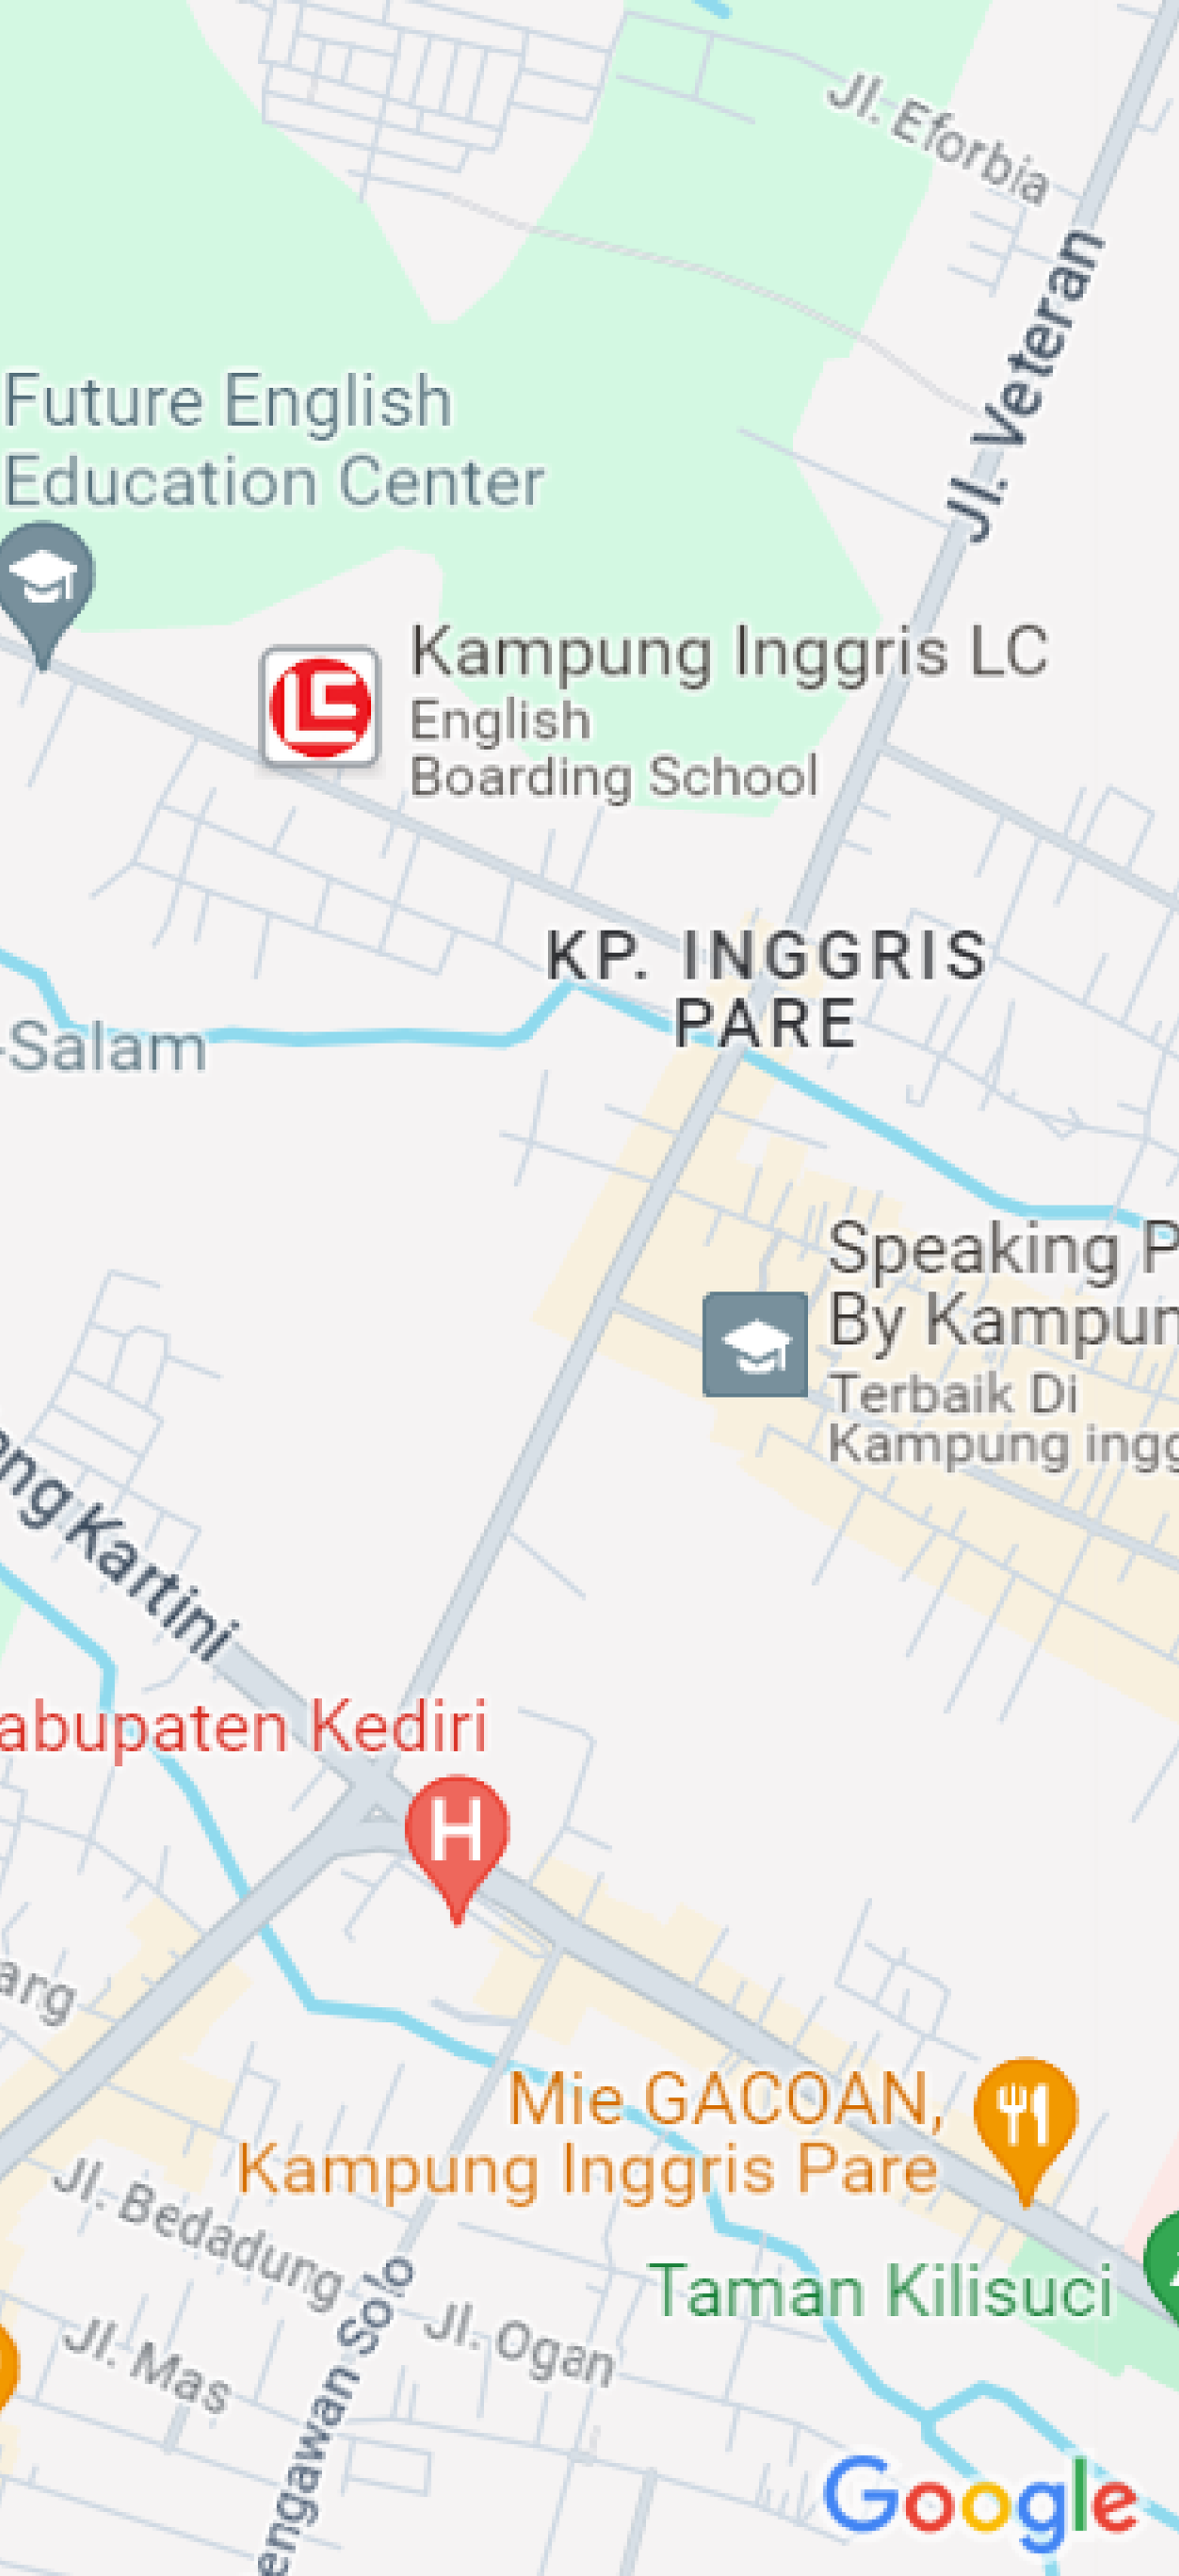 Jl. Eforbia
Jl. Veteran
Future English
Education Center
Kampung Inggris LC
English
Boarding School
KP. INGGRIS
PARE
-Salam
Speaking P
By Kampun
Terbaik Di
Kampung ingg
ng Kartini
abupaten Kediri
H
arg
Mie GACOAN,
Kampung Inggris Pare
Jl. Bedadung
Taman Kilisuci
Jl. Ogan
Jl. Mas
engawan Solo
Google